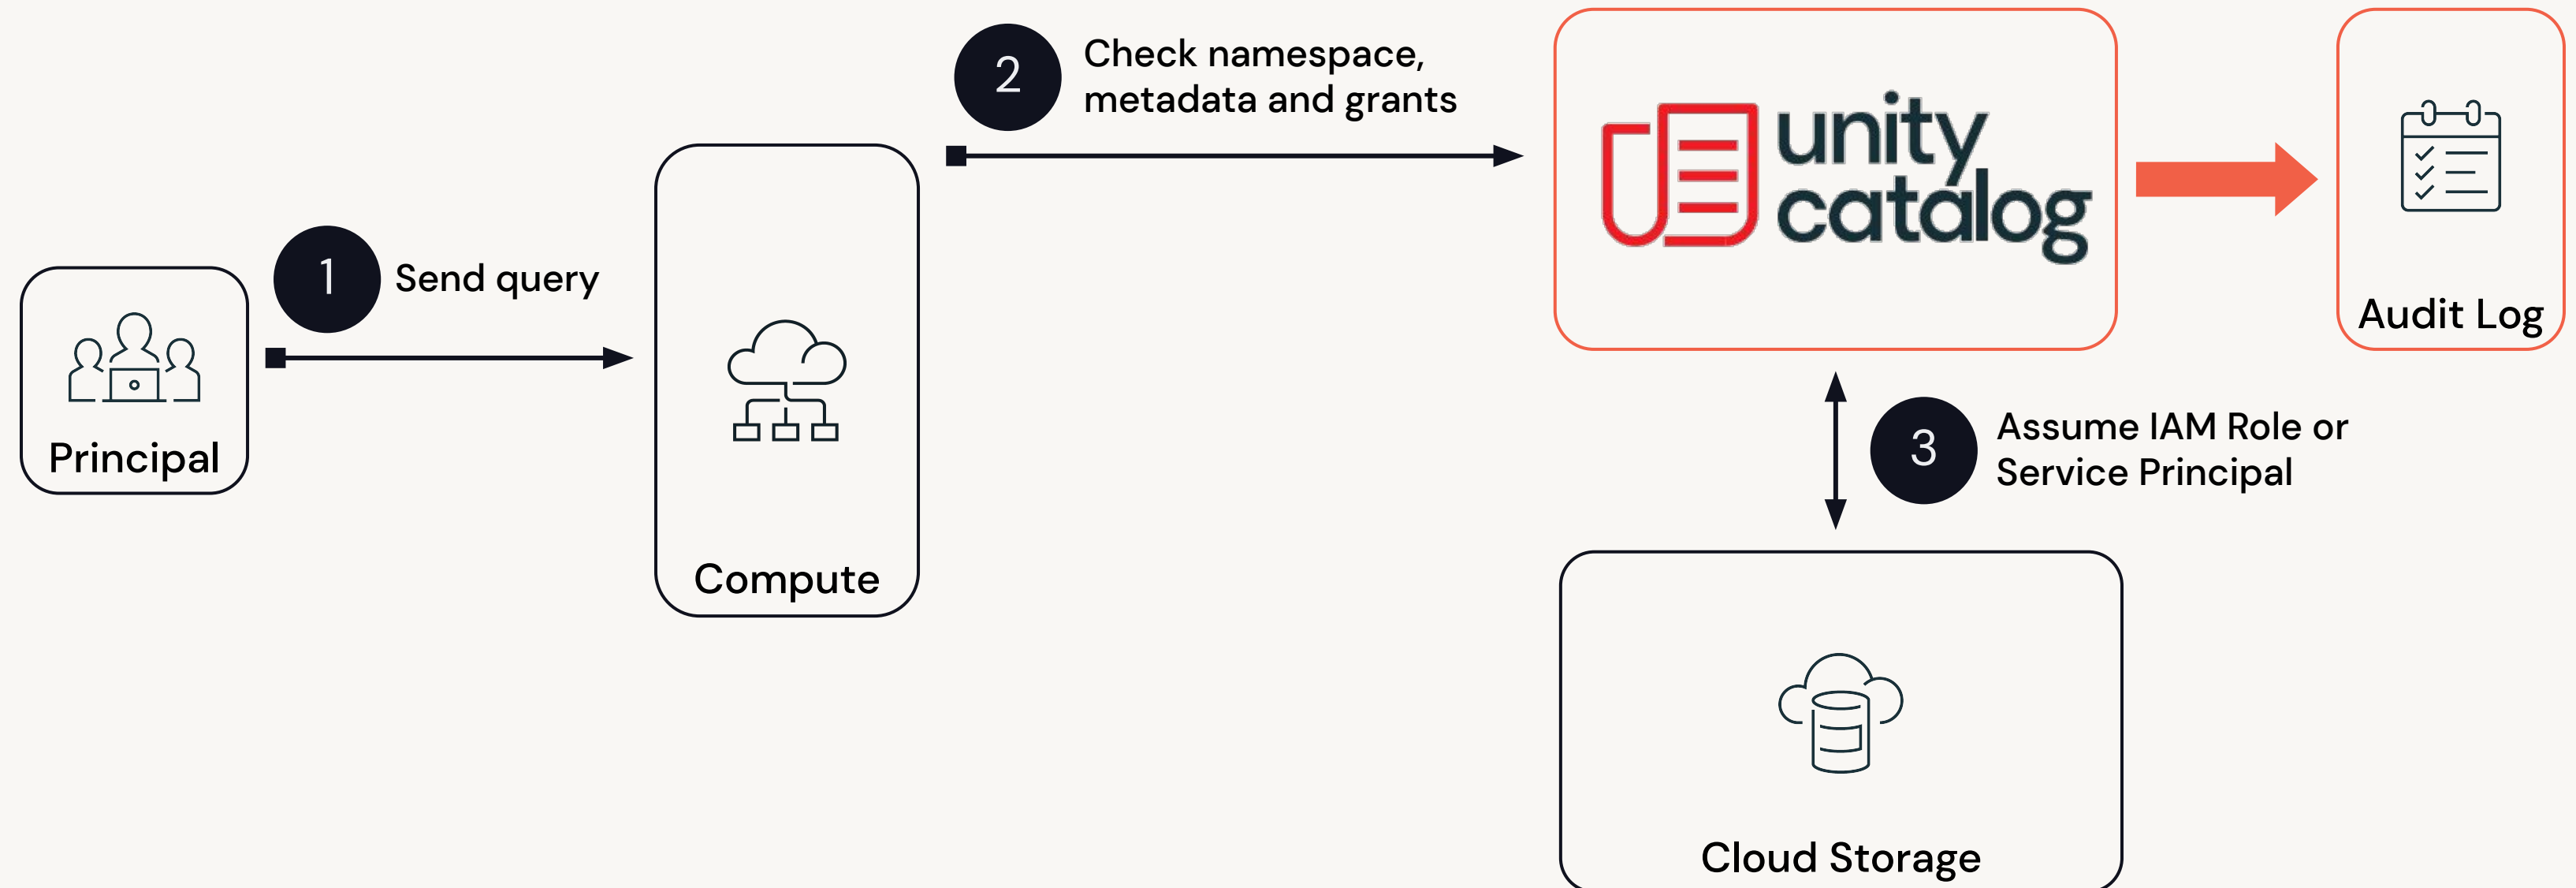 1
Send query
Principal
Compute
2
Check namespace,
metadata and grants
unity
catalog
Audit Log
3
Assume IAM Role or
Service Principal
Cloud Storage